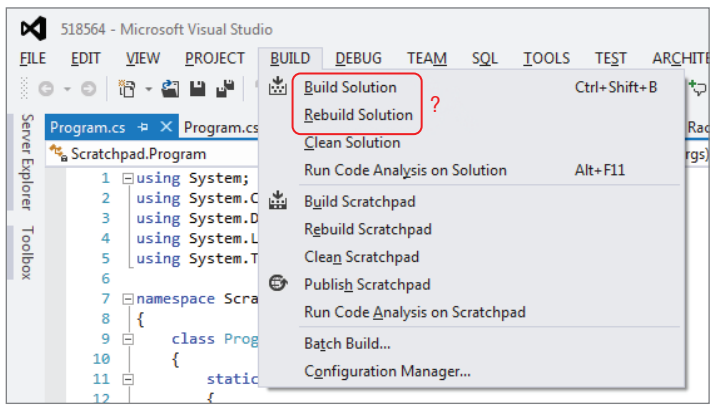 518564 - Microsoft Visual Studio
FILE EDIT VIEW PROJECT BUILD DEBUG TEAM SQL TOOLS TEST ARCHITE
Build Solution Ctrl+Shift+B
Rebuild Solution ?
Clean Solution
Run Code Analysis on Solution Alt+F11
Build Scratchpad
Rebuild Scratchpad
Clean Scratchpad
Publish Scratchpad
Run Code Analysis on Scratchpad
Batch Build...
Configuration Manager...
Server Explorer
Toolbox
Program.cs Program.cs Rac
Scratchpad.Program rgs)
1 using System;
2 using System.C
3 using System.D
4 using System.L
5 using System.T
6
7 namespace Scra
8 {
9 class Prog
10 {
11 static
12 {